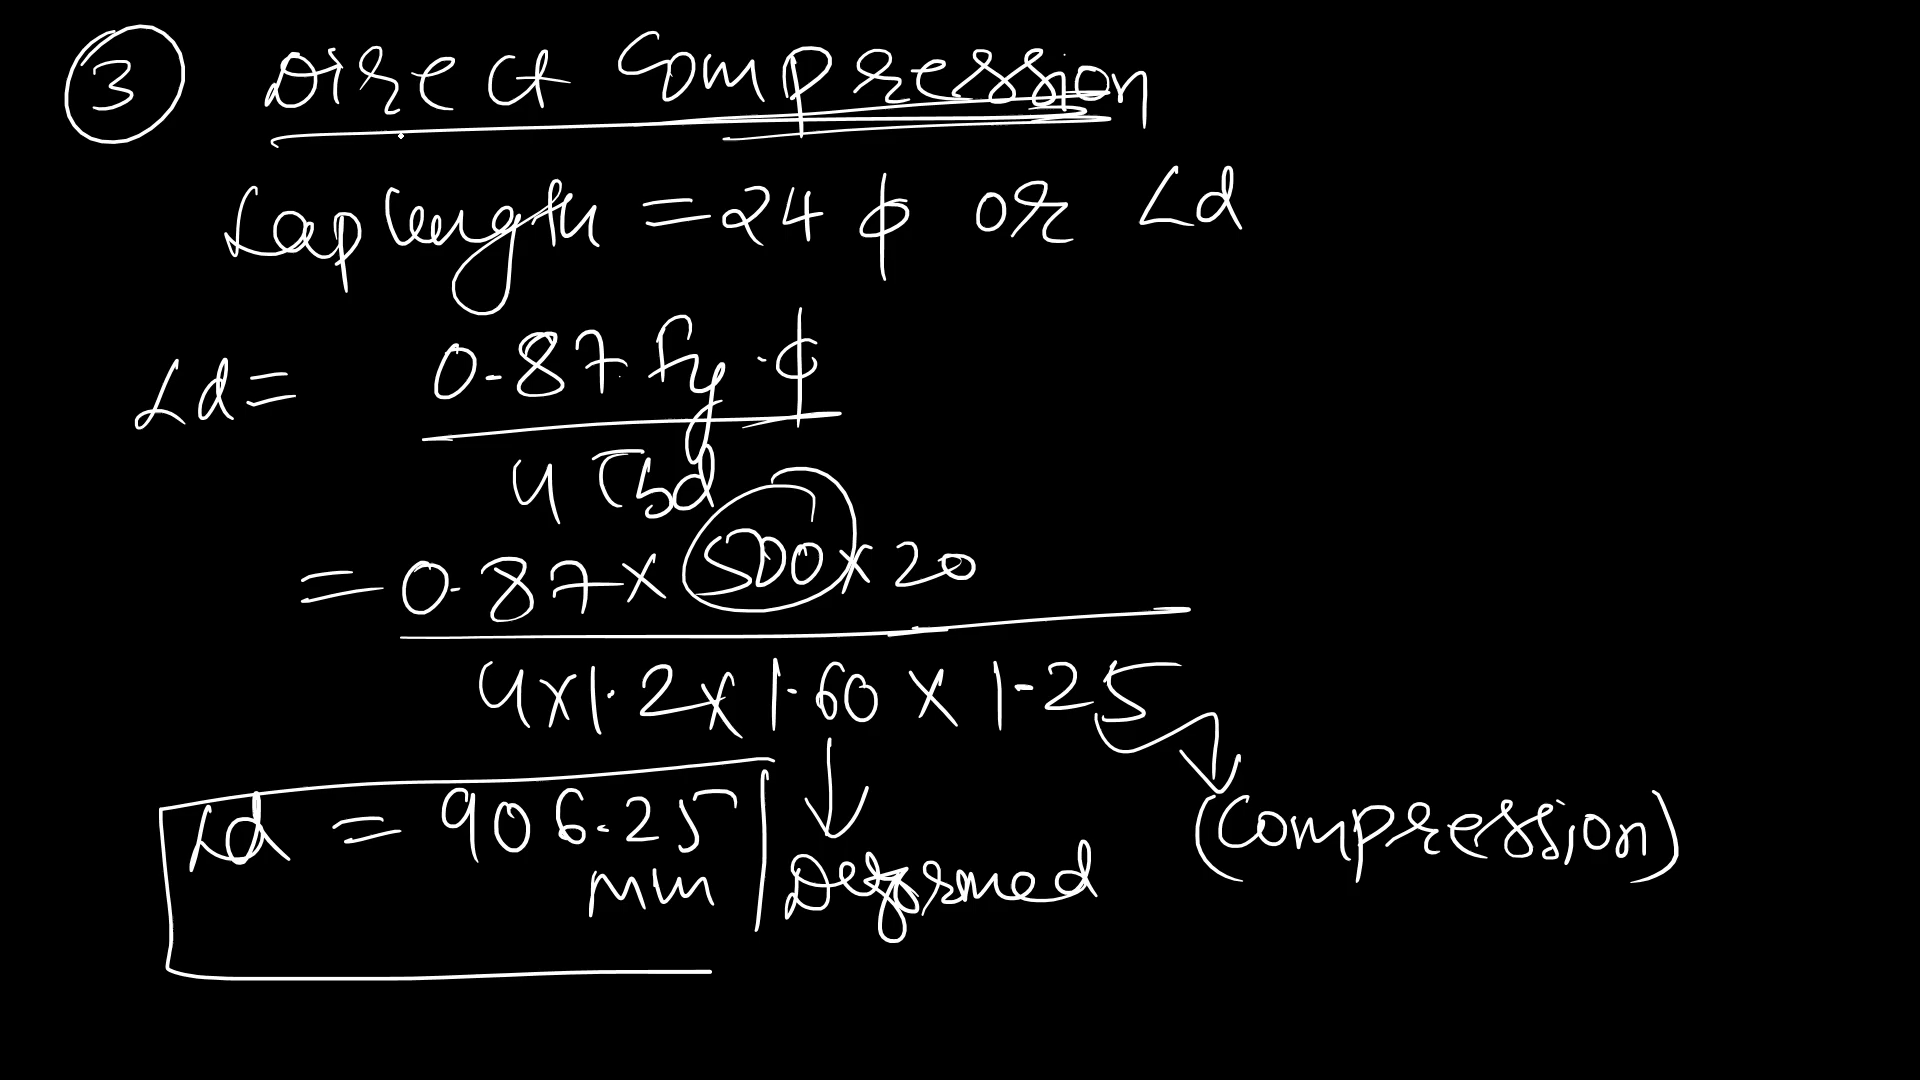 3 Direct Compression
Lap length = 24 ϕ or Ld
Ld = 0.87 fy · ϕ
4 τbd
= 0.87 x 500 x 20
4 x 1.2 x 1.60 x 1.25
Ld = 906.25
mm
Deformed
(Compression)